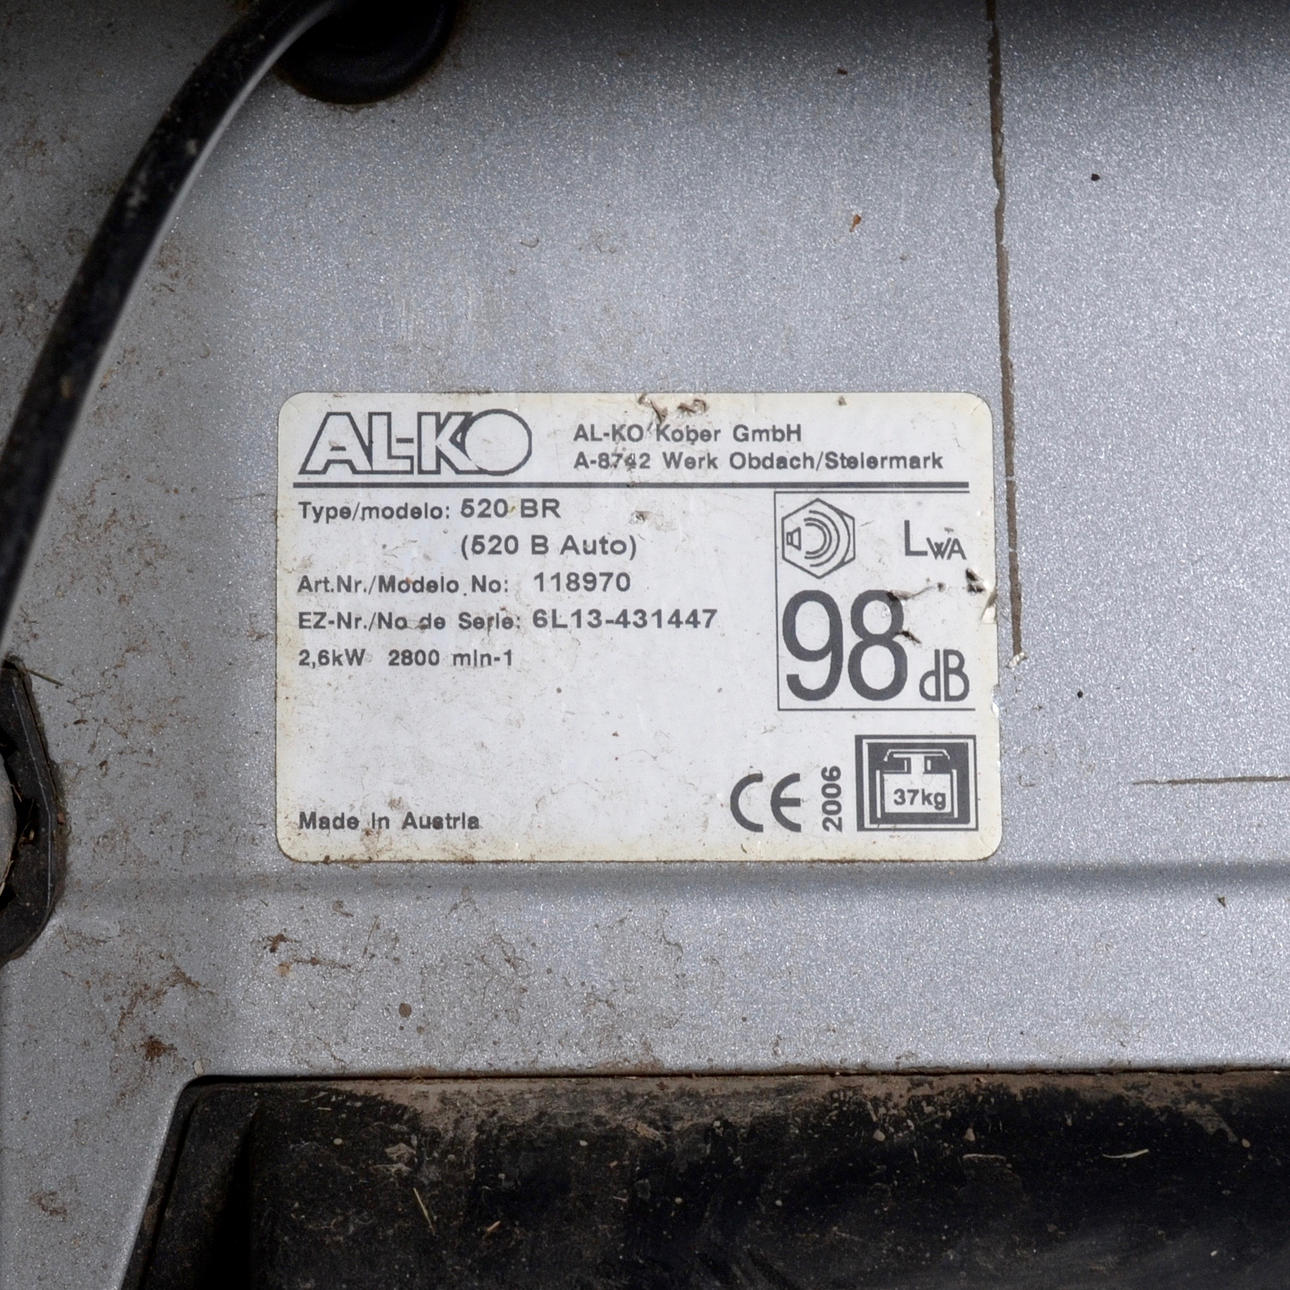 AL-KO
AL-KO Kober GmbH
A-8742 Werk Obdach/Steiermark
Type/modelo: 520 BR
(520 B Auto)
Art.Nr./Modelo No: 118970
EZ-Nr./No de Serie: 6L13-431447
2,6kW 2800 min-1
LWA
98 dB
Made in Austria
CE
2006
37kg